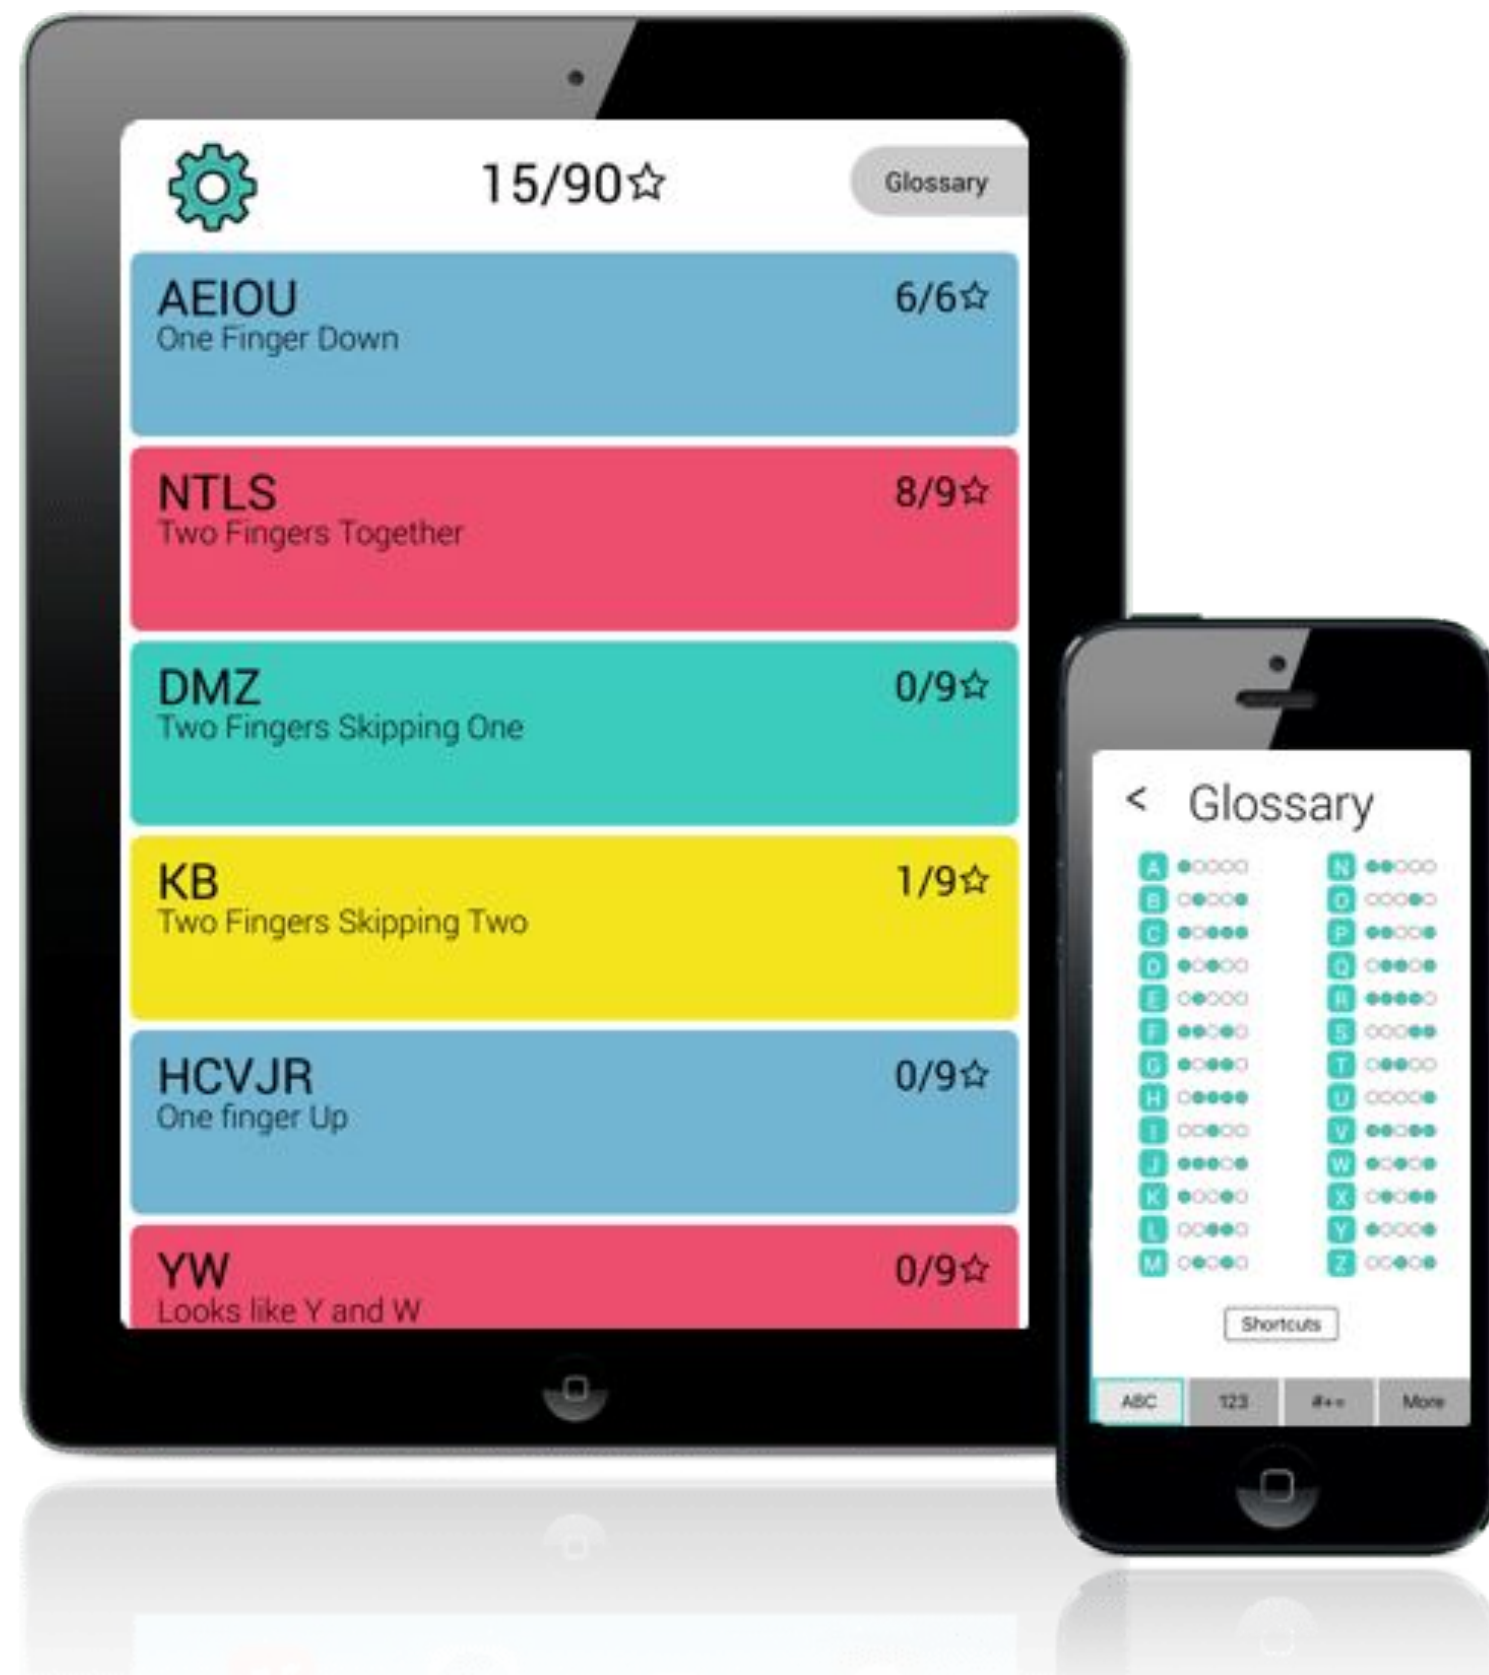 15/90☆
Glossary
AEIOU 6/6☆
One Finger Down
NTLS 8/9☆
Two Fingers Together
DMZ 0/9☆
Two Fingers Skipping One
KB 1/9☆
Two Fingers Skipping Two
HCVJR 0/9☆
One finger Up
YW 0/9☆
Looks like Y and W
< Glossary
A N
B O
C P
D Q
E R
F S
G T
H U
I V
J W
K X
L Y
M Z
Shortcuts
ABC 123 #+= More